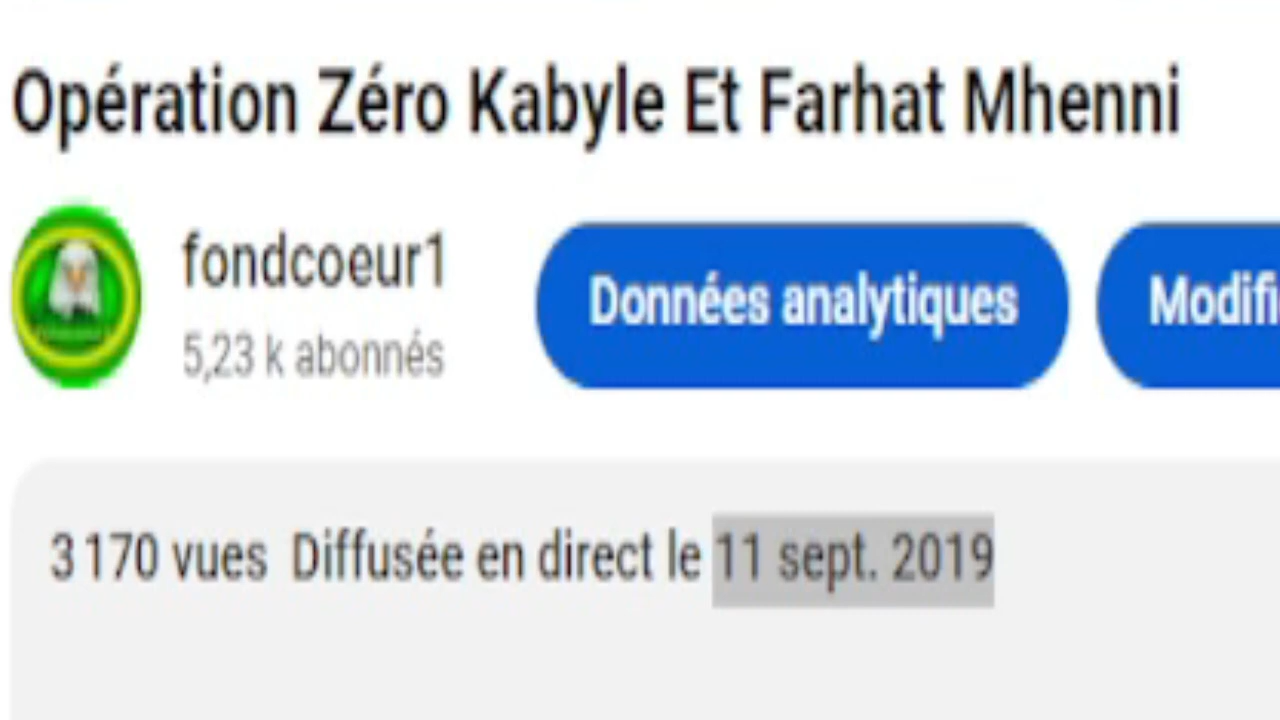 Opération Zéro Kabyle Et Farhat Mhenni
fondcoeur1
5,23 k abonnés
Données analytiques
Modifi
3 170 vues Diffusée en direct le 11 sept. 2019